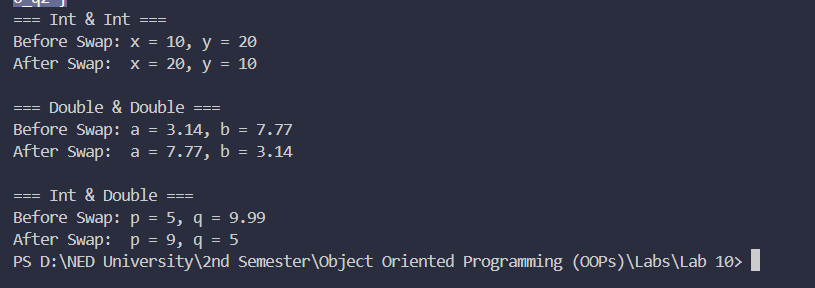 === Int & Int ===
Before Swap: x = 10, y = 20
After Swap:  x = 20, y = 10

=== Double & Double ===
Before Swap: a = 3.14, b = 7.77
After Swap:  a = 7.77, b = 3.14

=== Int & Double ===
Before Swap: p = 5, q = 9.99
After Swap:  p = 9, q = 5
PS D:\NED University\2nd Semester\Object Oriented Programming (OOPs)\Labs\Lab 10>